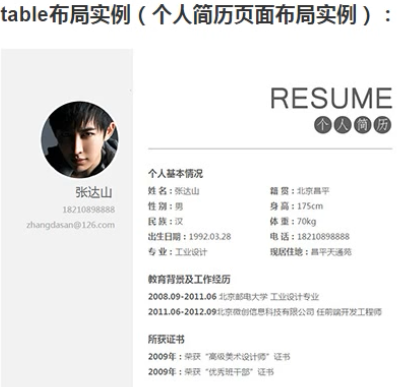 table布局实例（个人简历页面布局实例）：
RESUME
个人简历
张达山
18210898888
zhangdasan@126.com
个人基本情况
姓 名：张达山 籍 贯：北京昌平
性 别：男 身 高：175cm
民 族：汉 体 重：70kg
出生日期：1992.03.28 电 话：18210898888
专 业：工业设计 现居住地：昌平天通苑
教育背景及工作经历
2008.09-2011.06 北京邮电大学 工业设计专业
2011.06-2012.09北京微创信息科技有限公司 任前端开发工程师
所获证书
2009年：荣获“高级美术设计师”证书
2009年：荣获“优秀班干部”证书